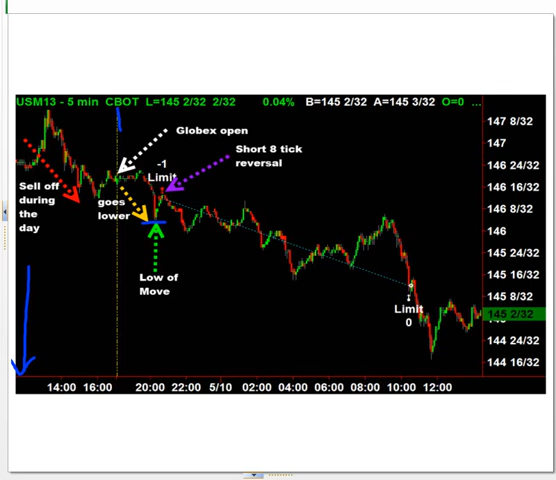 USM13 - 5 min CBOT L=145 2/32 2/32 0.04% B=145 2/32 A=145 3/32 O=0 ...
147 8/32
Globex open
147
Short 8 tick
reversal
-1
Limit
146 24/32
146 16/32
Sell off
during
the
day
goes
lower
146 8/32
146
145 24/32
Low of
Move
145 16/32
145 8/32
Limit
0
145 2/32
144 24/32
144 16/32
14:00 16:00 20:00 22:00 5/10 02:00 04:00 06:00 08:00 10:00 12:00